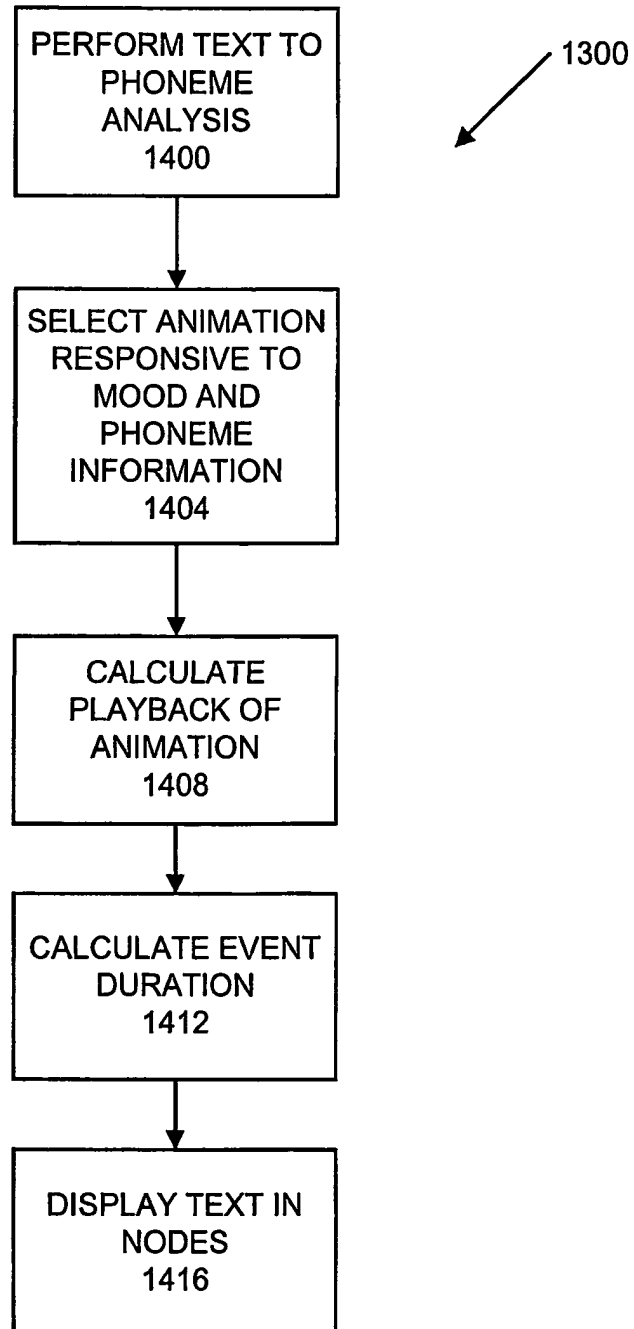 PERFORM TEXT TO
PHONEME
ANALYSIS
1400
1300
SELECT ANIMATION
RESPONSIVE TO
MOOD AND
PHONEME
INFORMATION
1404
CALCULATE
PLAYBACK OF
ANIMATION
1408
CALCULATE EVENT
DURATION
1412
DISPLAY TEXT IN
NODES
1416